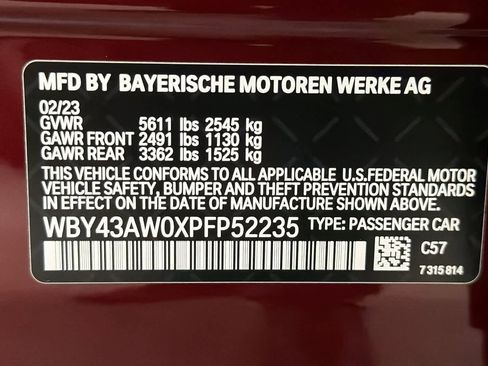 MFD BY BAYERISCHE MOTOREN WERKE AG
02/23
GVWR 5611 lbs 2545 kg
GAWR FRONT 2491 lbs 1130 kg
GAWR REAR 3362 lbs 1525 kg
THIS VEHICLE CONFORMS TO ALL APPLICABLE U.S.FEDERAL MOTOR
VEHICLE SAFETY, BUMPER AND THEFT PREVENTION STANDARDS
IN EFFECT ON THE DATE OF MANUFACTURE SHOWN ABOVE.
WBY43AW0XPFP52235 TYPE: PASSENGER CAR
C57
7 315 814